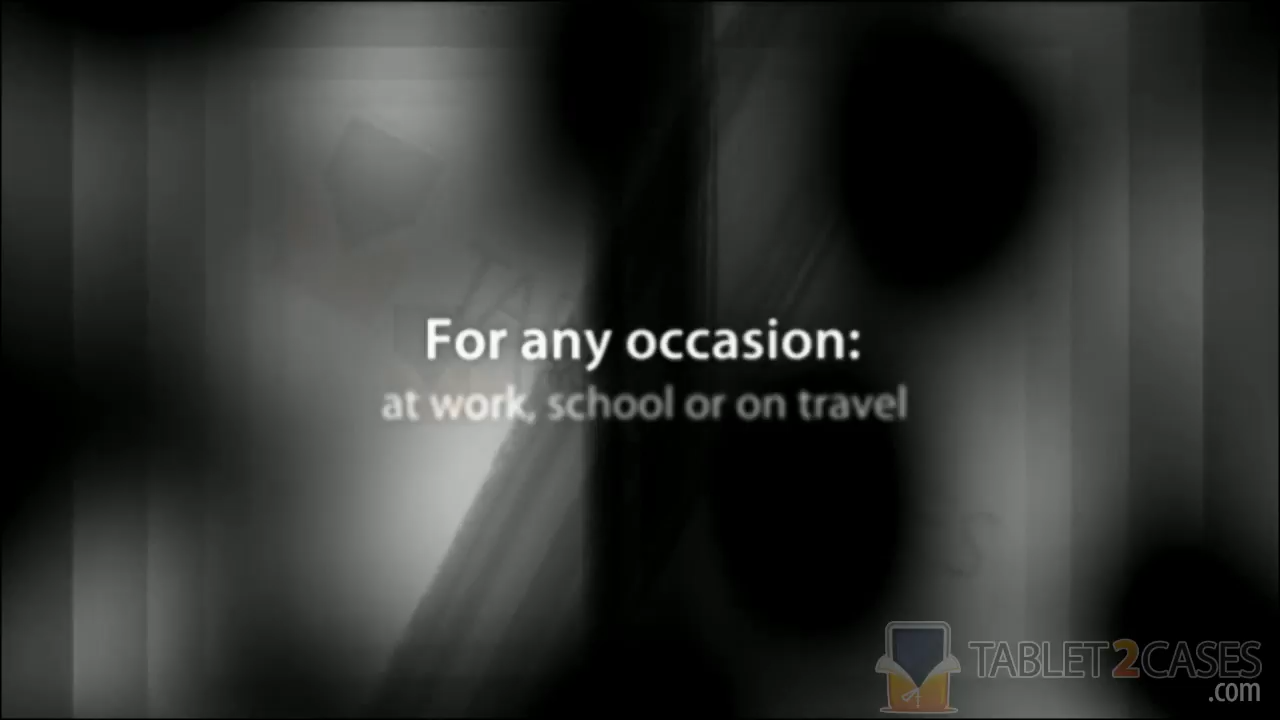 For any occasion:
at work, school or on travel
TABLET2CASES
.com